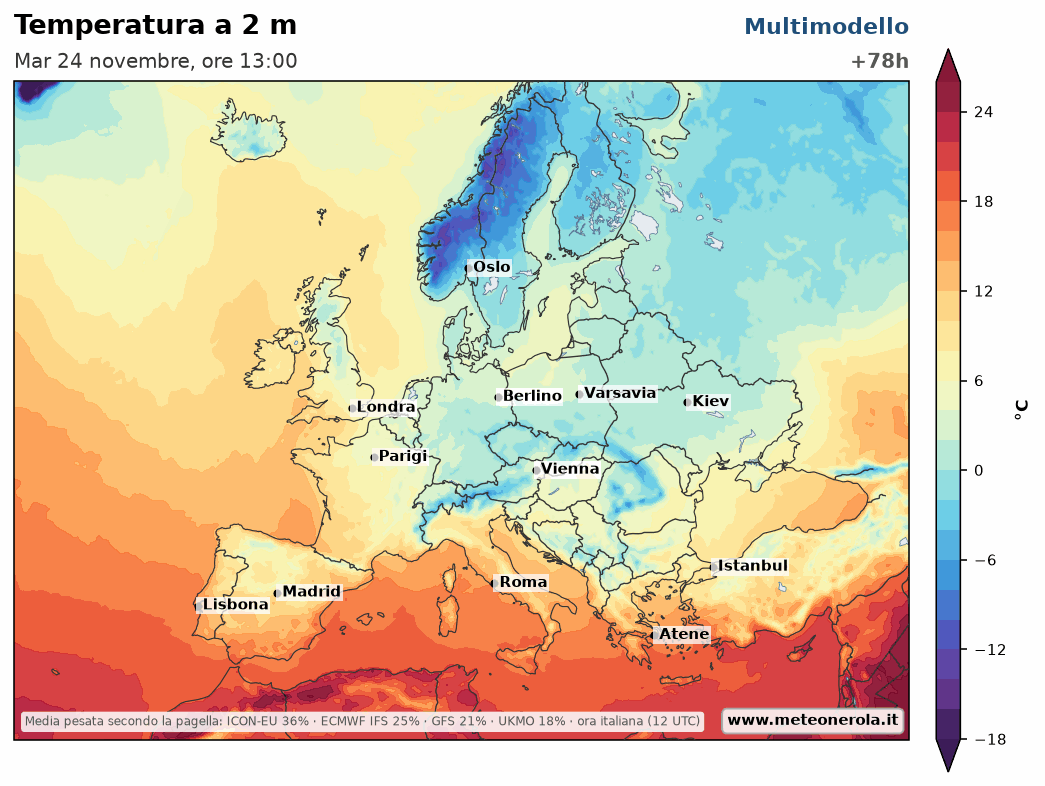 Temperatura a 2 m
Multimodello
Mar 24 novembre, ore 13:00
+78h
24
18
12
6
0
−6
−12
−18
°C
Oslo
Londra
Berlino
Varsavia
Kiev
Parigi
Vienna
Istanbul
Roma
Madrid
Lisbona
Atene
Media pesata secondo la pagella: ICON-EU 36% · ECMWF IFS 25% · GFS 21% · UKMO 18% · ora italiana (12 UTC)
www.meteonerola.it